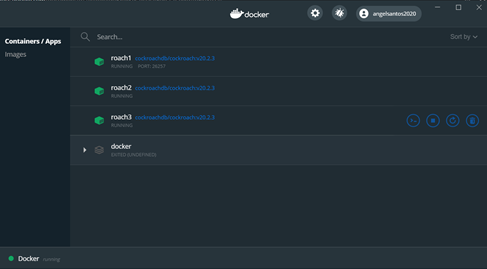 docker
angelsantos2020
Containers / Apps
Images
Search...
Sort by
roach1 cockroachdb/cockroach:v20.2.3
RUNNING PORT: 26257
roach2 cockroachdb/cockroach:v20.2.3
RUNNING
roach3 cockroachdb/cockroach:v20.2.3
RUNNING
docker
EXITED (UNDEFINED)
Docker running